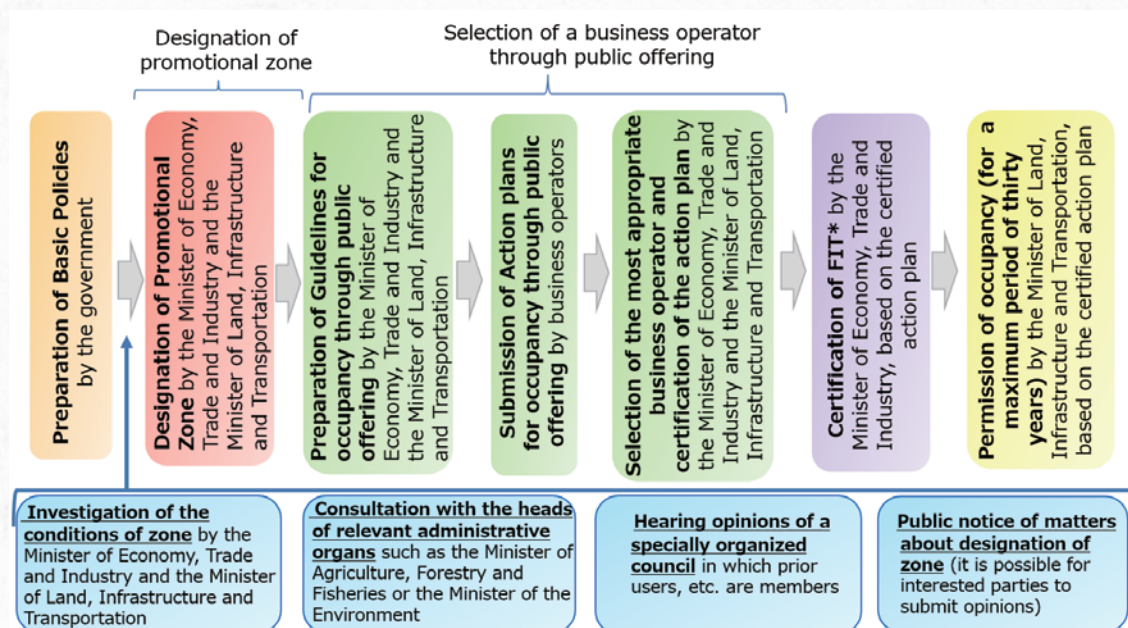 Designation of
promotional zone
Selection of a business operator
through public offering
Preparation of Basic Policies
by the government
Designation of Promotional
Zone by the Minister of Economy,
Trade and Industry and the
Minister of Land, Infrastructure
and Transportation
Preparation of Guidelines for
occupancy through public
offering by the Minister of
Economy, Trade and Industry and
the Minister of Land, Infrastructure
and Transportation
Submission of Action plans
for occupancy through public
offering by business operators
Selection of the most appropriate
business operator and
certification of the action plan by
the Minister of Economy, Trade and
Industry and the Minister of Land,
Infrastructure and Transportation
Certification of FIT* by the
Minister of Economy, Trade and
Industry, based on the certified
action plan
Permission of occupancy (for a
maximum period of thirty
years) by the Minister of Land,
Infrastructure and Transportation,
based on the certified action plan
Investigation of the
conditions of zone by the
Minister of Economy, Trade
and Industry and the Minister
of Land, Infrastructure and
Transportation
Consultation with the heads
of relevant administrative
organs such as the Minister of
Agriculture, Forestry and
Fisheries or the Minister of the
Environment
Hearing opinions of a
specially organized
council in which prior
users, etc. are members
Public notice of matters
about designation of
zone (it is possible for
interested parties to
submit opinions)